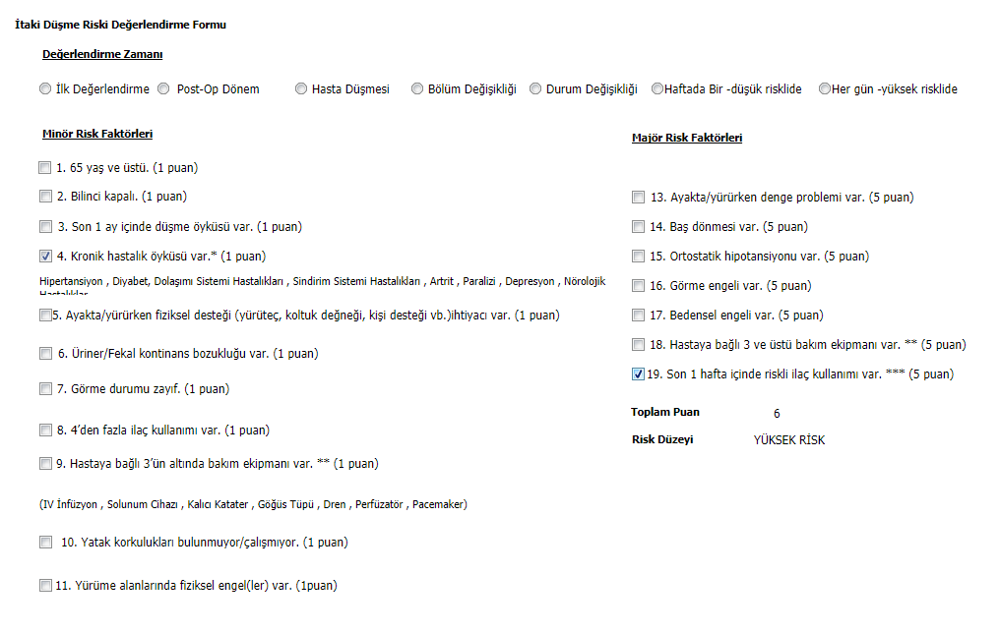 İtaki Düşme Riski Değerlendirme Formu
Değerlendirme Zamanı
İlk Değerlendirme Post-Op Dönem Hasta Düşmesi Bölüm Değişikliği Durum Değişikliği Haftada Bir -düşük risklide Her gün -yüksek risklide
Minör Risk Faktörleri
1. 65 yaş ve üstü. (1 puan)
2. Bilinci kapalı. (1 puan)
3. Son 1 ay içinde düşme öyküsü var. (1 puan)
4. Kronik hastalık öyküsü var.* (1 puan)
Hipertansiyon , Diyabet, Dolaşımı Sistemi Hastalıkları , Sindirim Sistemi Hastalıkları , Artrit , Paralizi , Depresyon , Nörolojik
Hastalıklar
5. Ayakta/yürürken fiziksel desteği (yürüteç, koltuk değneği, kişi desteği vb.)ihtiyacı var. (1 puan)
6. Üriner/Fekal kontinans bozukluğu var. (1 puan)
7. Görme durumu zayıf. (1 puan)
8. 4’den fazla ilaç kullanımı var. (1 puan)
9. Hastaya bağlı 3’ün altında bakım ekipmanı var. ** (1 puan)
(IV İnfüzyon , Solunum Cihazı , Kalıcı Katater , Göğüs Tüpü , Dren , Perfüzatör , Pacemaker)
10. Yatak korkulukları bulunmuyor/çalışmıyor. (1 puan)
11. Yürüme alanlarında fiziksel engel(ler) var. (1puan)
Majör Risk Faktörleri
13. Ayakta/yürürken denge problemi var. (5 puan)
14. Baş dönmesi var. (5 puan)
15. Ortostatik hipotansiyonu var. (5 puan)
16. Görme engeli var. (5 puan)
17. Bedensel engeli var. (5 puan)
18. Hastaya bağlı 3 ve üstü bakım ekipmanı var. ** (5 puan)
19. Son 1 hafta içinde riskli ilaç kullanımı var. *** (5 puan)
Toplam Puan 6
Risk Düzeyi YÜKSEK RİSK